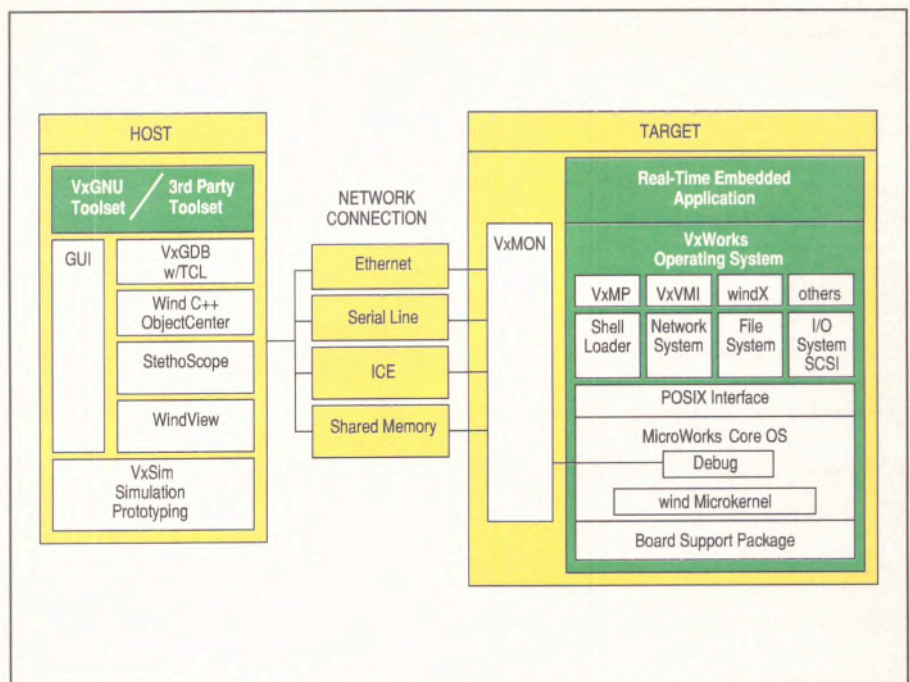 HOST
VxGNU / 3rd Party
Toolset Toolset
GUI
VxGDB
w/TCL
Wind C++
ObjectCenter
StethoScope
WindView
VxSim
Simulation
Prototyping
NETWORK
CONNECTION
Ethernet
Serial Line
ICE
Shared Memory
TARGET
VxMON
Real-Time Embedded
Application
VxWorks
Operating System
VxMP
VxVMI
windX
others
Shell
Loader
Network
System
File
System
I/O
System
SCSI
POSIX Interface
MicroWorks Core OS
Debug
wind Microkernel
Board Support Package